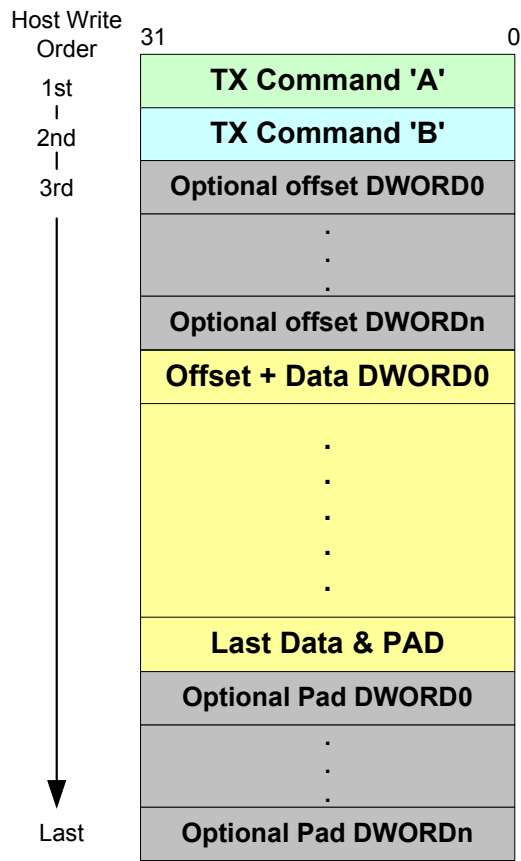 Host Write
Order
31 0
1st
TX Command 'A'
2nd
TX Command 'B'
3rd
Optional offset DWORD0
.
.
.
Optional offset DWORDn
Offset + Data DWORD0
.
.
.
.
.
Last Data & PAD
Optional Pad DWORD0
.
.
.
Last
Optional Pad DWORDn